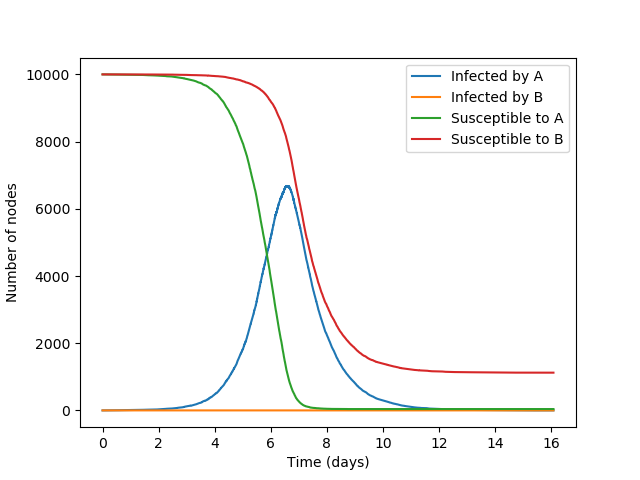 Infected by A
Infected by B
Susceptible to A
Susceptible to B
Number of nodes
10000
8000
6000
4000
2000
0
0 2 4 6 8 10 12 14 16
Time (days)